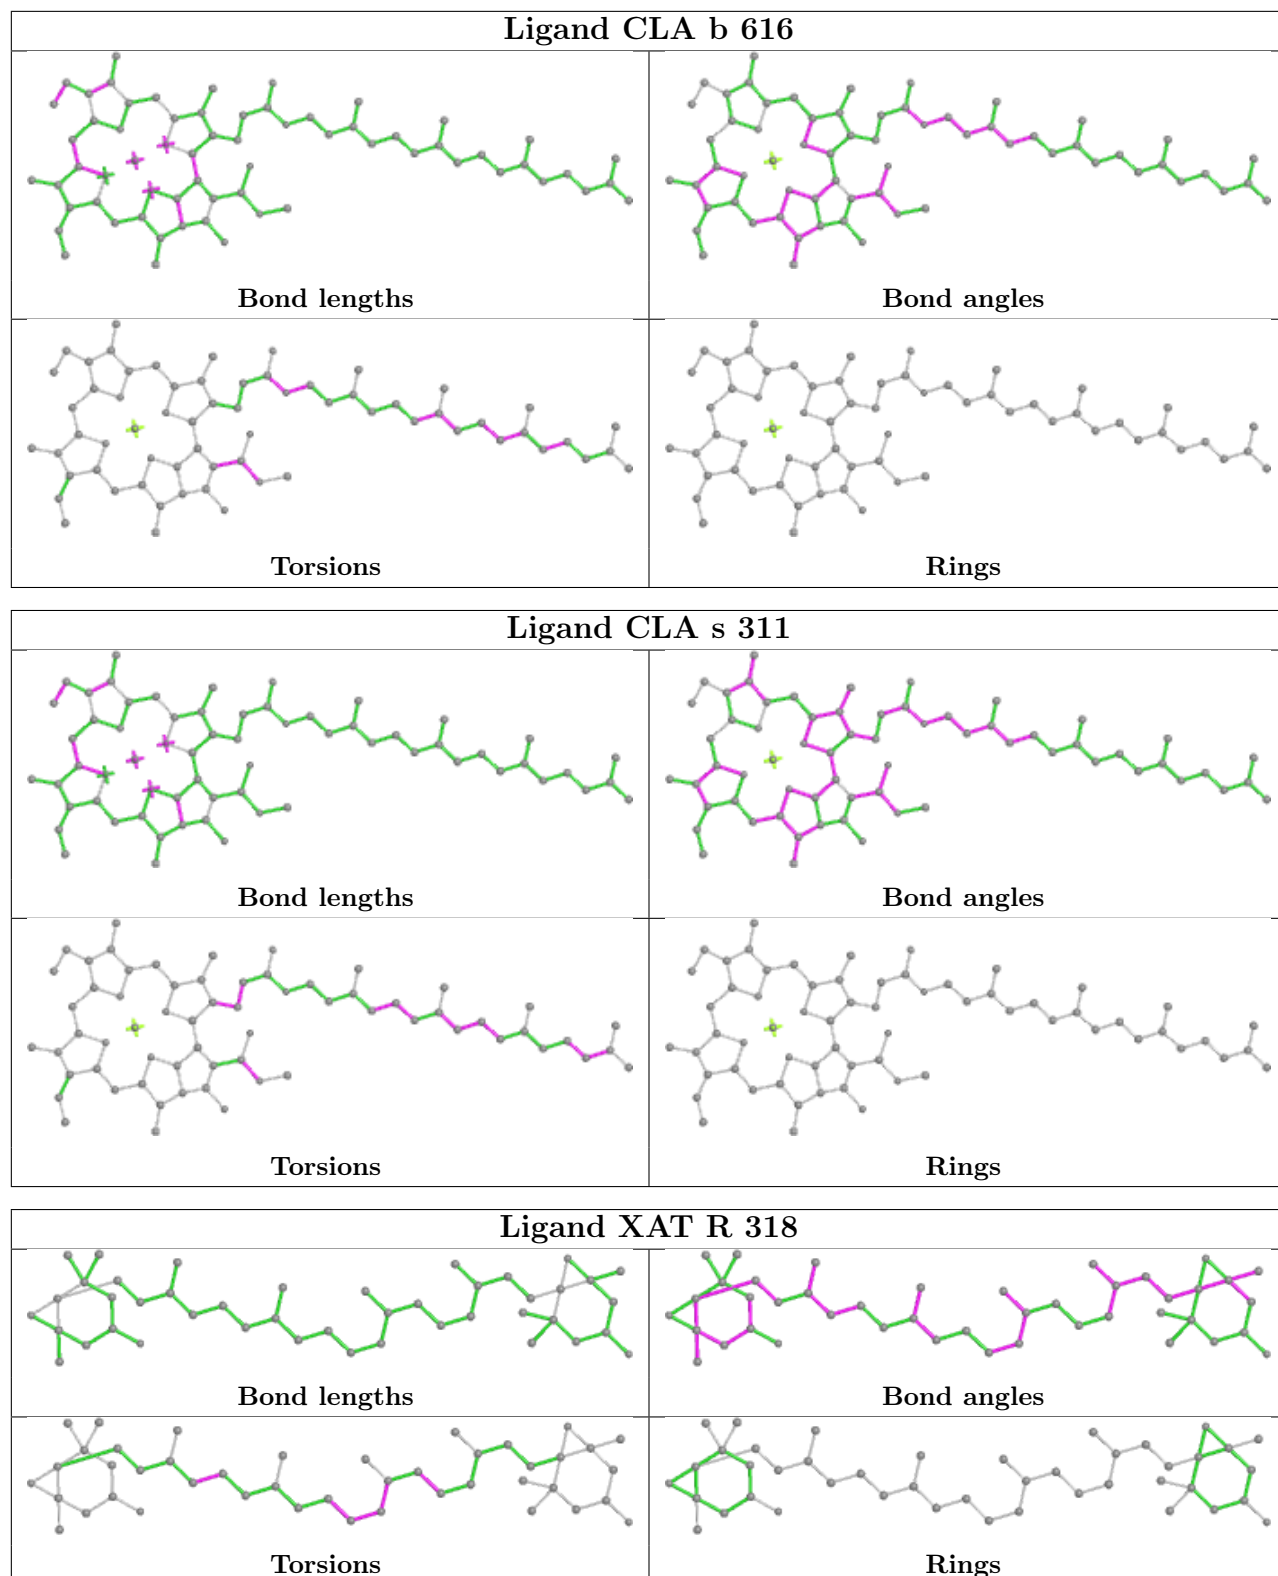 Ligand CLA b 616
Bond lengths
Bond angles
Torsions
Rings
Ligand CLA s 311
Bond lengths
Bond angles
Torsions
Rings
Ligand XAT R 318
Bond lengths
Bond angles
Torsions
Rings